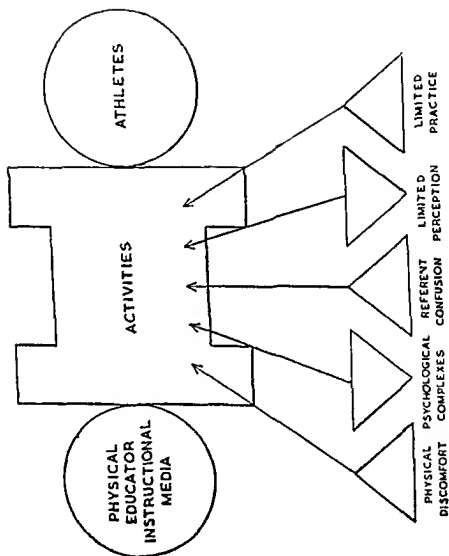 PHYSICAL
EDUCATOR
INSTRUCTIONAL
MEDIA
ACTIVITIES
ATHLETES
PHYSICAL
DISCOMFORT
PSYCHOLOGICAL
COMPLEXES
REFERENT
CONFUSION
LIMITED
PERCEPTION
LIMITED
PRACTICE